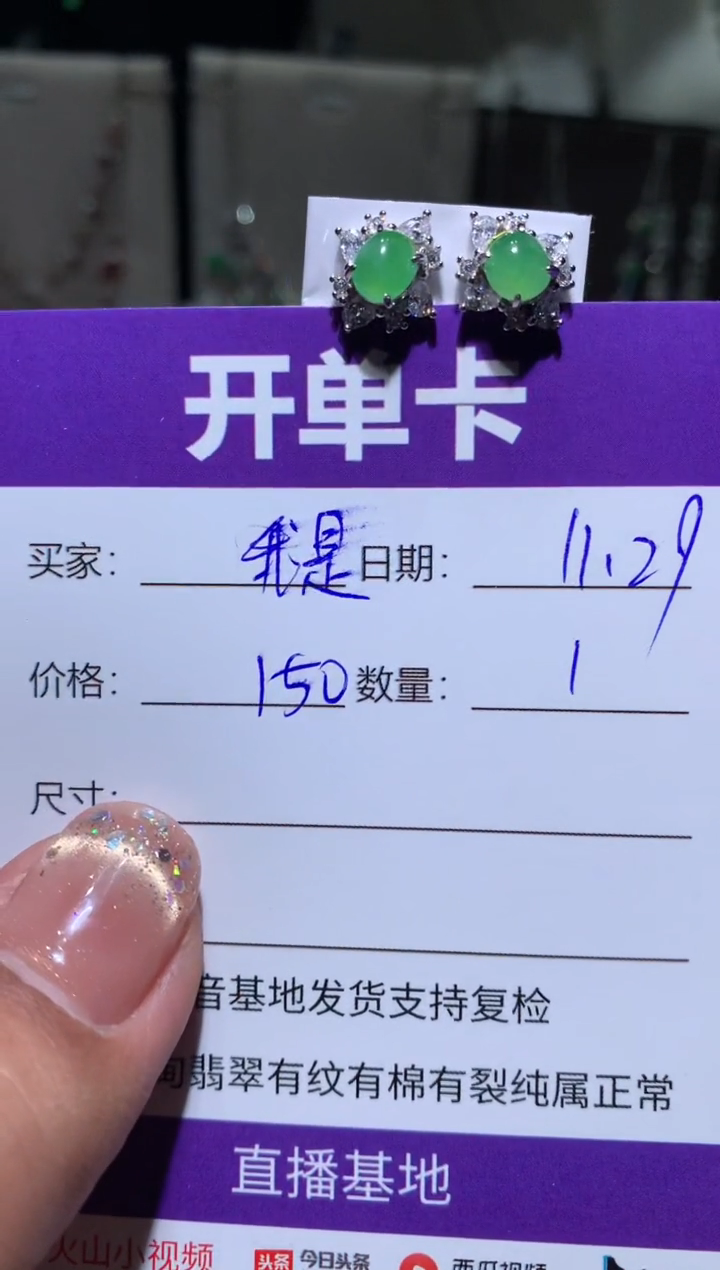 开单卡
买家： 我是 日期： 11.29
价格： 150 数量： 1
尺寸：
音基地发货支持复检
翡翠有纹有棉有裂纯属正常
直播基地
火山小视频 头条 今日头条 西瓜视频